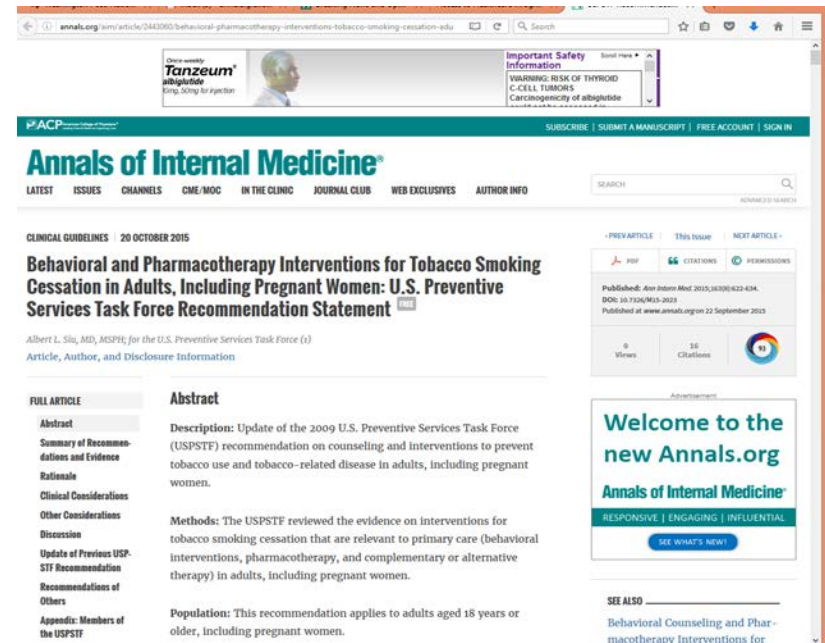 annals.org/aim/article/2443060/behavioral-pharmacotherapy-interventions-tobacco-smoking-cessation-adu
Search
Once-weekly
Tanzeum®
albiglutide
50mg for injection
Important Safety
Information
Scroll Here
WARNING: RISK OF THYROID
C-CELL TUMORS
Carcinogenicity of albiglutide
ACP
SUBSCRIBE | SUBMIT A MANUSCRIPT | FREE ACCOUNT | SIGN IN
Annals of Internal Medicine®
LATEST ISSUES CHANNELS CME/MOC IN THE CLINIC JOURNAL CLUB WEB EXCLUSIVES AUTHOR INFO
SEARCH
ADVANCED SEARCH
CLINICAL GUIDELINES | 20 OCTOBER 2015
Behavioral and Pharmacotherapy Interventions for Tobacco Smoking
Cessation in Adults, Including Pregnant Women: U.S. Preventive
Services Task Force Recommendation Statement FREE
Albert L. Siu, MD, MSPH; for the U.S. Preventive Services Task Force (1)
Article, Author, and Disclosure Information
‹ PREV ARTICLE | This Issue | NEXT ARTICLE ›
PDF CITATIONS PERMISSIONS
Published: Ann Intern Med. 2015;163(8):622-634.
DOI: 10.7326/M15-2023
Published at www.annals.org on 22 September 2015
0
Views
16
Citations
93
FULL ARTICLE
Abstract
Summary of Recommen-
dations and Evidence
Rationale
Clinical Considerations
Other Considerations
Discussion
Update of Previous USP-
STF Recommendation
Recommendations of
Others
Appendix: Members of
the USPSTF
Abstract
Description: Update of the 2009 U.S. Preventive Services Task Force
(USPSTF) recommendation on counseling and interventions to prevent
tobacco use and tobacco-related disease in adults, including pregnant
women.
Methods: The USPSTF reviewed the evidence on interventions for
tobacco smoking cessation that are relevant to primary care (behavioral
interventions, pharmacotherapy, and complementary or alternative
therapy) in adults, including pregnant women.
Population: This recommendation applies to adults aged 18 years or
older, including pregnant women.
Advertisement
Welcome to the
new Annals.org
Annals of Internal Medicine®
RESPONSIVE | ENGAGING | INFLUENTIAL
SEE WHAT'S NEW!
SEE ALSO
Behavioral Counseling and Phar-
macotherapy Interventions for